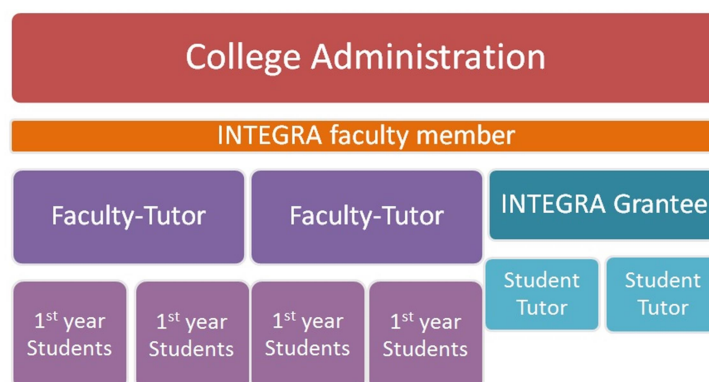 College Administration
INTEGRA faculty member
Faculty-Tutor
Faculty-Tutor
INTEGRA Grantee
1st year
Students
1st year
Students
1st year
Students
1st year
Students
Student
Tutor
Student
Tutor